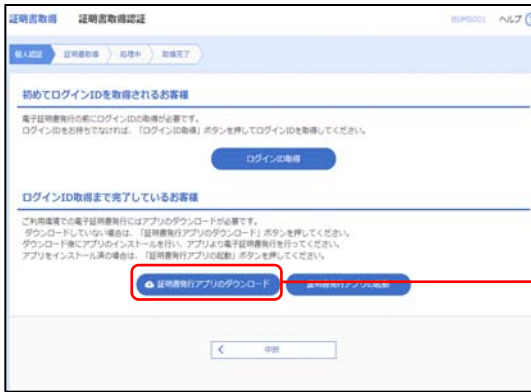 証明書取得 証明書取得認証
BSMS001 ヘルプ
個人認証 証明書取得 処理中 取得完了
初めてログインIDを取得されるお客様
電子証明書発行の前にログインIDの取得が必要です。
ログインIDをお持ちでなければ、「ログインID取得」ボタンを押してログインIDを取得してください。
ログインID取得
ログインID取得まで完了しているお客様
ご利用環境での電子証明書発行にはアプリのダウンロードが必要です。
ダウンロードしていない場合は、「証明書発行アプリのダウンロード」ボタンを押してください。
ダウンロード後にアプリのインストールを行い、アプリより電子証明書発行を行ってください。
アプリをインストール済の場合は、「証明書発行アプリの起動」ボタンを押してください。
証明書発行アプリのダウンロード 証明書発行アプリの起動
中断